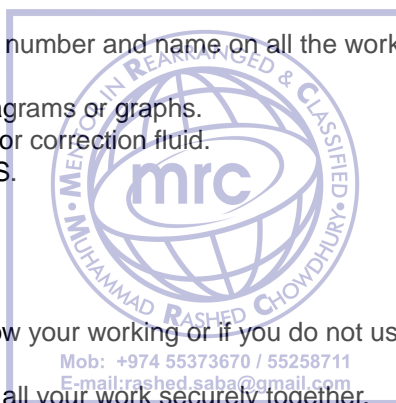 number and name on all the work
agrams or graphs.
or correction fluid.
S.
MENTOR IN REARRANGED & CLASSIFIED
mrc
MUHAMMAD RASHED CHOWDHURY
w your working or if you do not us
Mob: +974 55373670 / 55258711
E-mail:rashed.saba@gmail.com
all your work securely together.